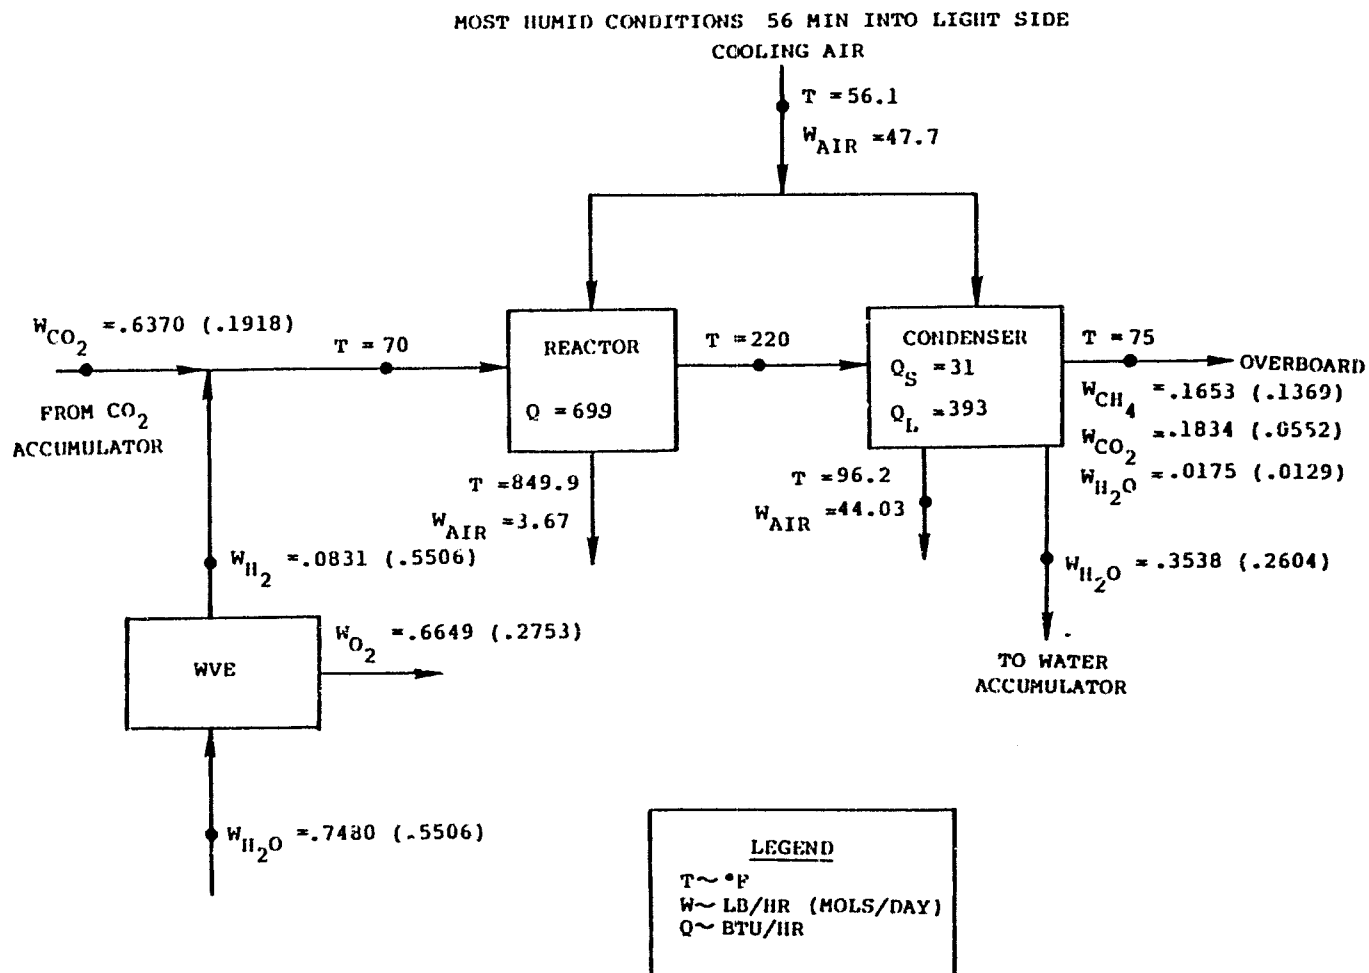 MOST HUMID CONDITIONS 56 MIN INTO LIGHT SIDE
COOLING AIR
T = 56.1
W_AIR = 47.7
W_CO2 = .6370 (.1918)
T = 70
REACTOR
Q = 699
T = 220
CONDENSER
Q_S = 31
Q_L = 393
T = 75
OVERBOARD
W_CH4 = .1653 (.1369)
W_CO2 = .1834 (.0552)
W_H2O = .0175 (.0129)
FROM CO2
ACCUMULATOR
T = 849.9
W_AIR = 3.67
T = 96.2
W_AIR = 44.03
W_H2 = .0831 (.5506)
W_H2O = .3538 (.2604)
W_O2 = .6649 (.2753)
WVE
TO WATER
ACCUMULATOR
W_H2O = .7480 (.5506)
LEGEND
T~ °F
W~ LB/HR (MOLS/DAY)
Q~ BTU/HR